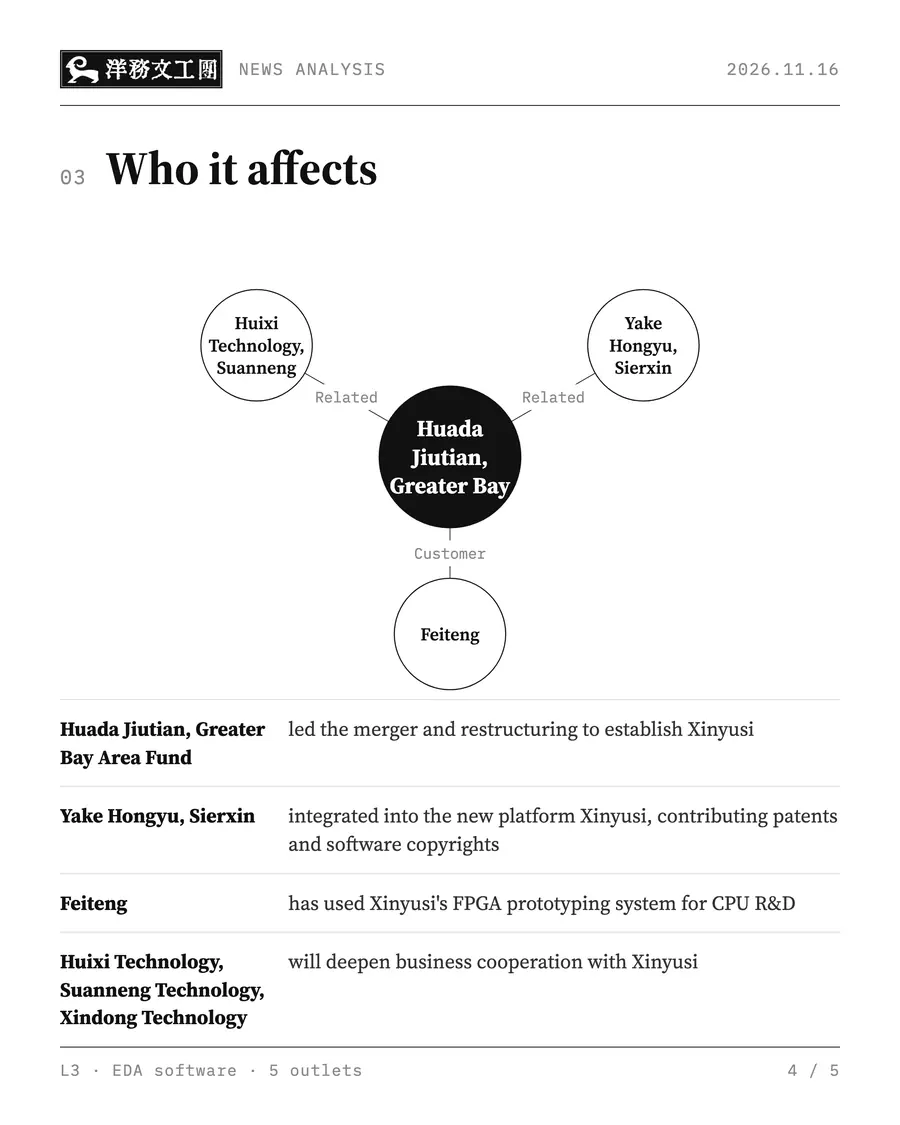 洋務文工團 NEWS ANALYSIS 2026.11.16
03 Who it affects
Huixi
Technology,
Suanneng
Yake
Hongyu,
Sierxin
Related
Related
Huada
Jiutian,
Greater Bay
Customer
Feiteng
Huada Jiutian, Greater led the merger and restructuring to establish Xinyusi
Bay Area Fund
Yake Hongyu, Sierxin integrated into the new platform Xinyusi, contributing patents
and software copyrights
Feiteng has used Xinyusi's FPGA prototyping system for CPU R&D
Huixi Technology, will deepen business cooperation with Xinyusi
Suanneng Technology,
Xindong Technology
L3 · EDA software · 5 outlets 4 / 5